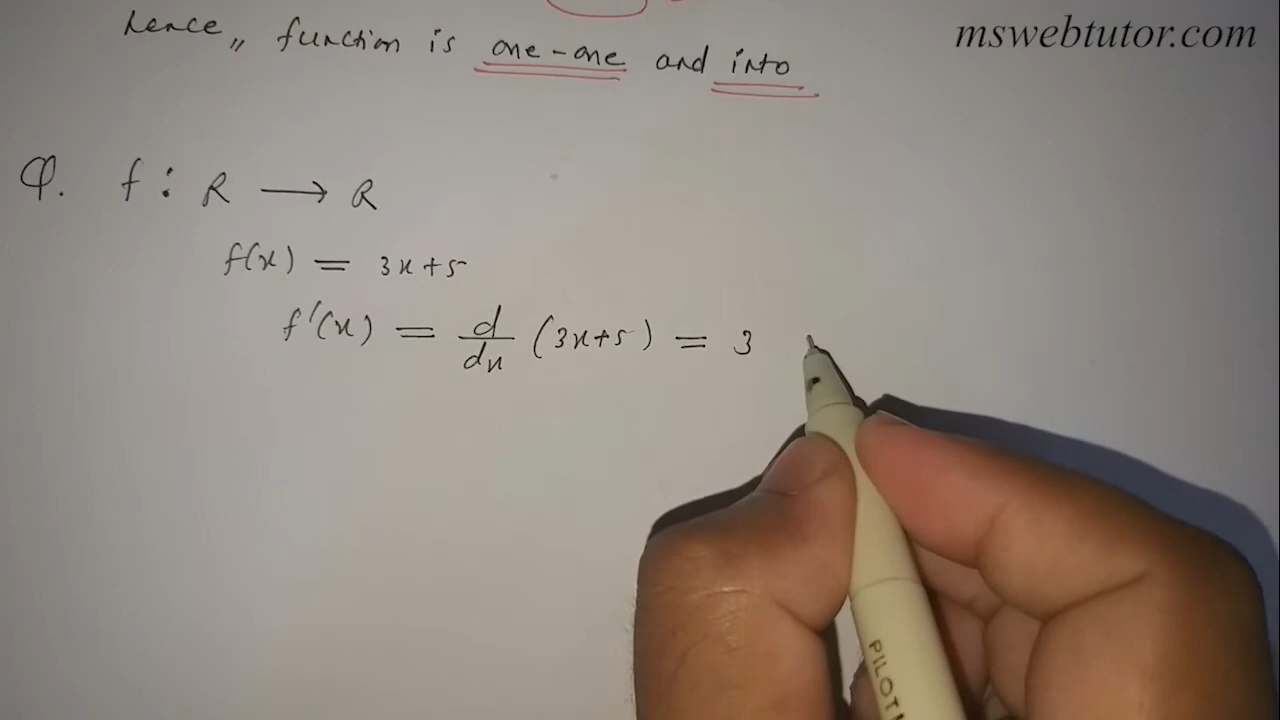 mswebtutor.com
hence,, function is one-one and into
Q. f : R → R
f(x) = 3x+5
f'(x) = d/dx (3x+5) = 3
PILOT